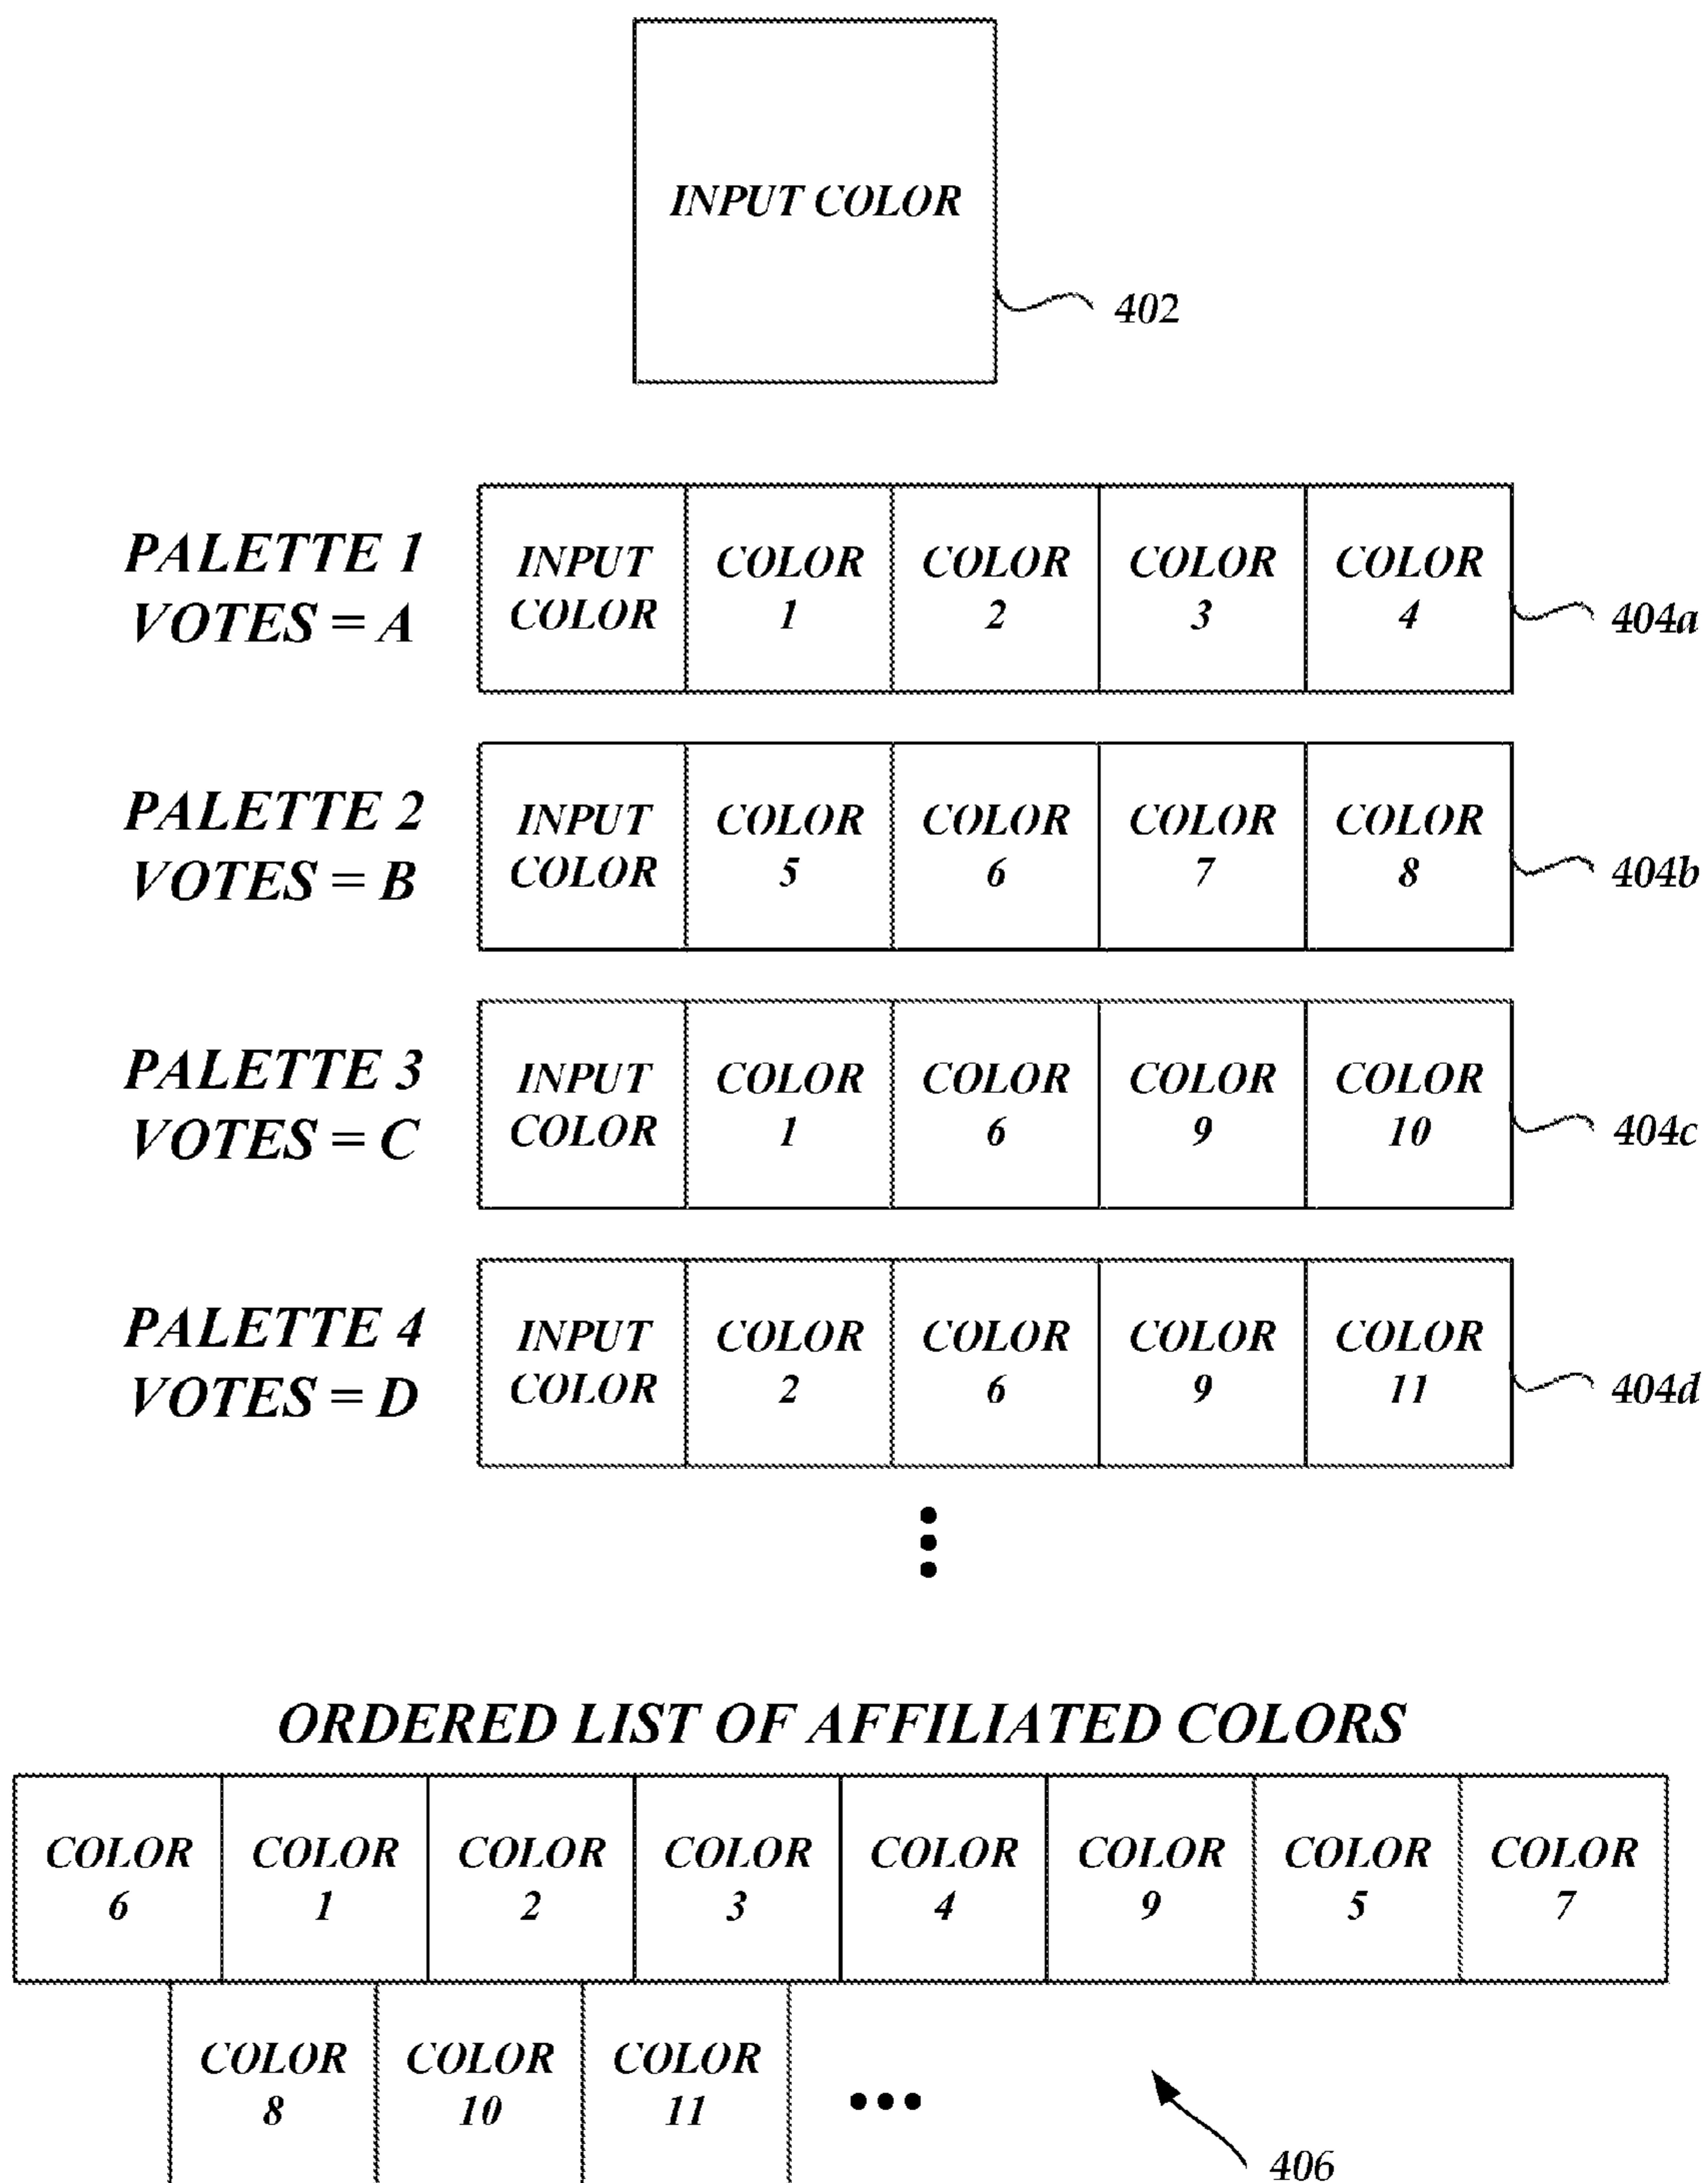 INPUT COLOR
402
PALETTE 1
VOTES = A
INPUT
COLOR
COLOR
1
COLOR
2
COLOR
3
COLOR
4
404a
PALETTE 2
VOTES = B
INPUT
COLOR
COLOR
5
COLOR
6
COLOR
7
COLOR
8
404b
PALETTE 3
VOTES = C
INPUT
COLOR
COLOR
1
COLOR
6
COLOR
9
COLOR
10
404c
PALETTE 4
VOTES = D
INPUT
COLOR
COLOR
2
COLOR
6
COLOR
9
COLOR
11
404d
ORDERED LIST OF AFFILIATED COLORS
COLOR
6
COLOR
1
COLOR
2
COLOR
3
COLOR
4
COLOR
9
COLOR
5
COLOR
7
COLOR
8
COLOR
10
COLOR
11
406